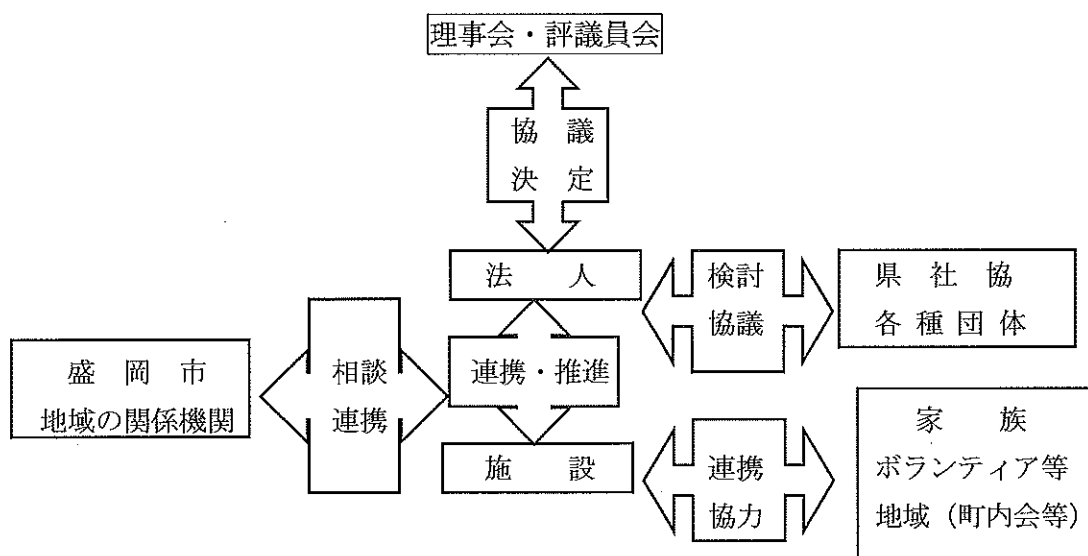 理事会・評議員会
協議
決定
法人
検討
協議
県社協
各種団体
盛岡市
地域の関係機関
相談
連携
連携・推進
施設
連携
協力
家族
ボランティア等
地域（町内会等）